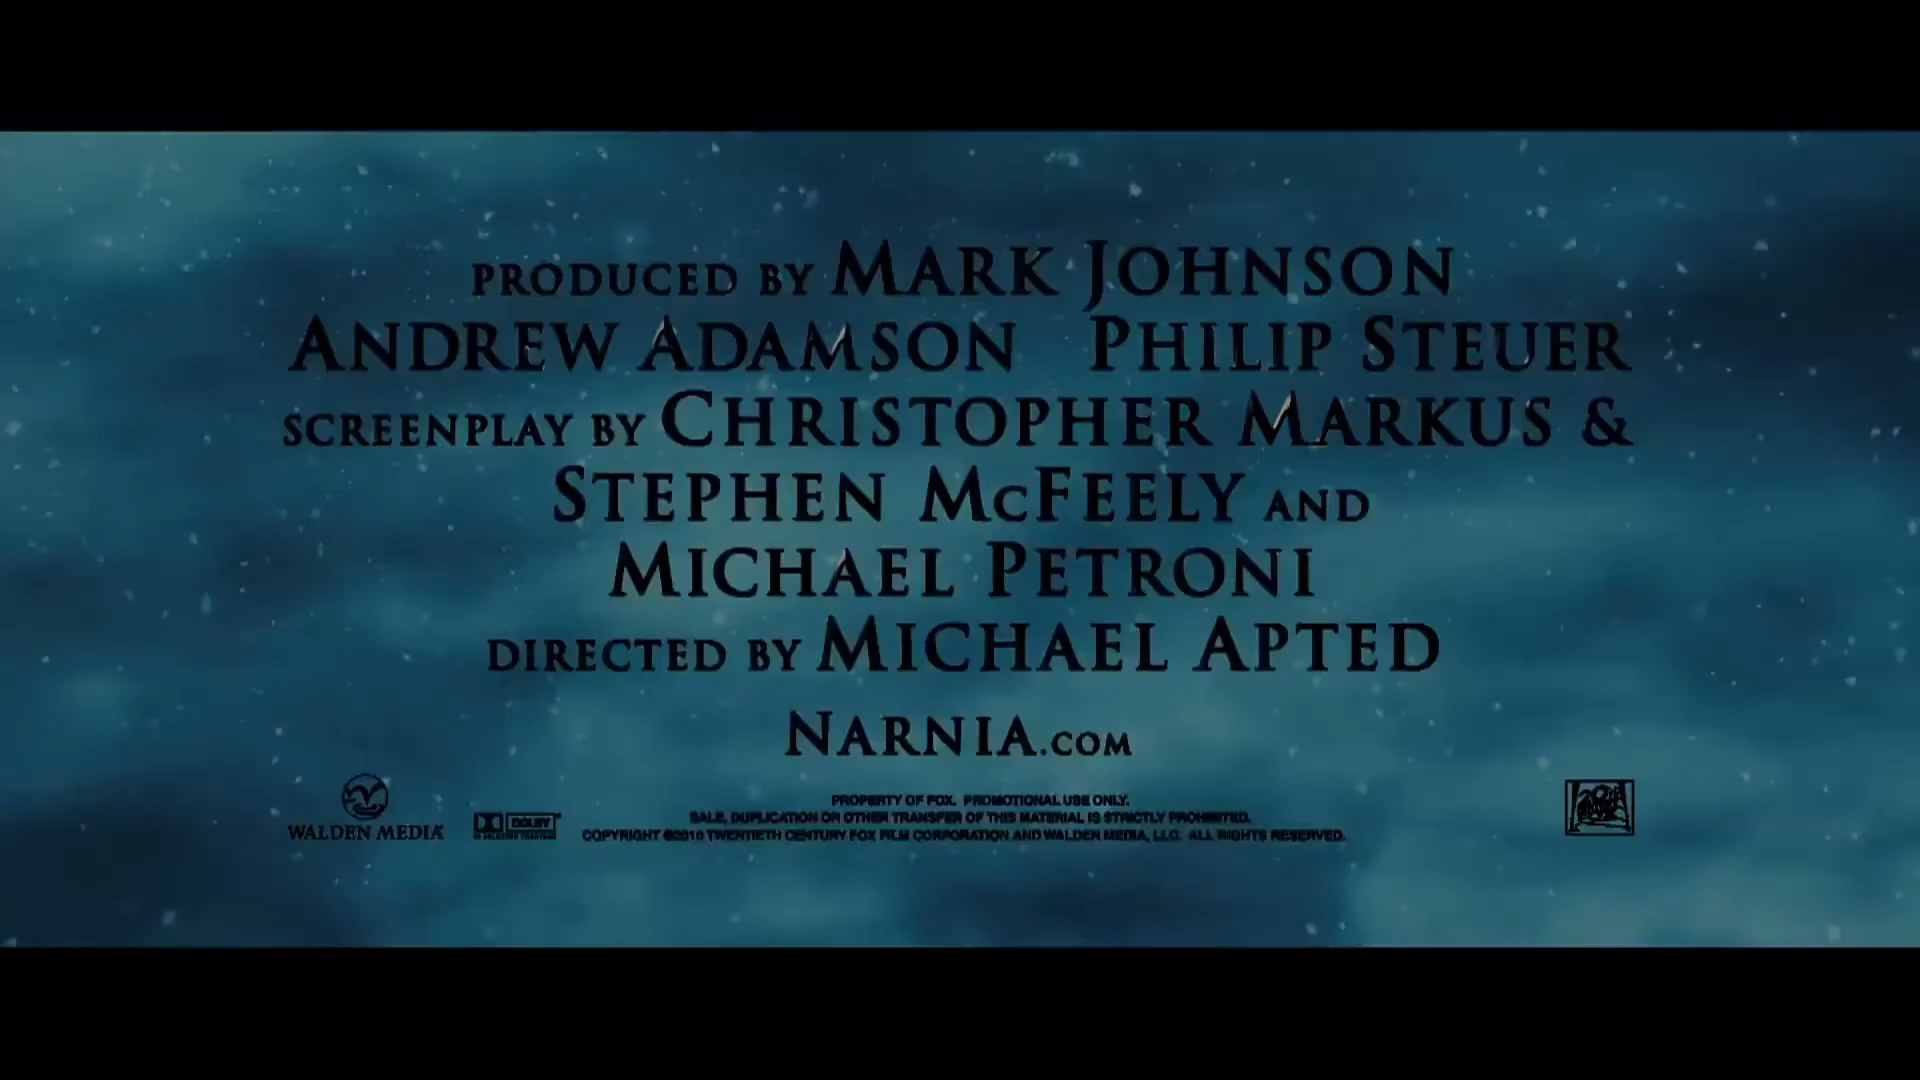 PRODUCED BY MARK JOHNSON
ANDREW ADAMSON PHILIP STEUER
SCREENPLAY BY CHRISTOPHER MARKUS &
STEPHEN MCFEELY AND
MICHAEL PETRONI
DIRECTED BY MICHAEL APTED
NARNIA.COM
WALDEN MEDIA
DOLBY
PROPERTY OF FOX. PROMOTIONAL USE ONLY.
SALE, DUPLICATION OR OTHER TRANSFER OF THIS MATERIAL IS STRICTLY PROHIBITED.
COPYRIGHT ©2010 TWENTIETH CENTURY FOX FILM CORPORATION AND WALDEN MEDIA, LLC. ALL RIGHTS RESERVED.